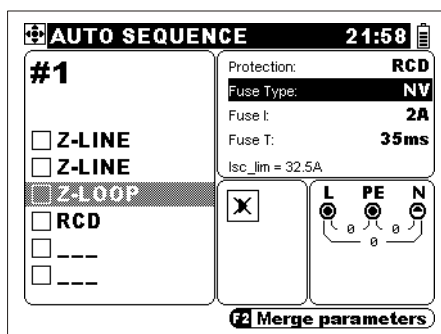 AUTO SEQUENCE 21:58
#1
Z-LINE
Z-LINE
Z-LOOP
RCD
---
---
Protection: RCD
Fuse Type: NV
Fuse I: 2A
Fuse T: 35ms
Isc_lim = 32.5A
L PE N
0 0
0
F2 Merge parameters